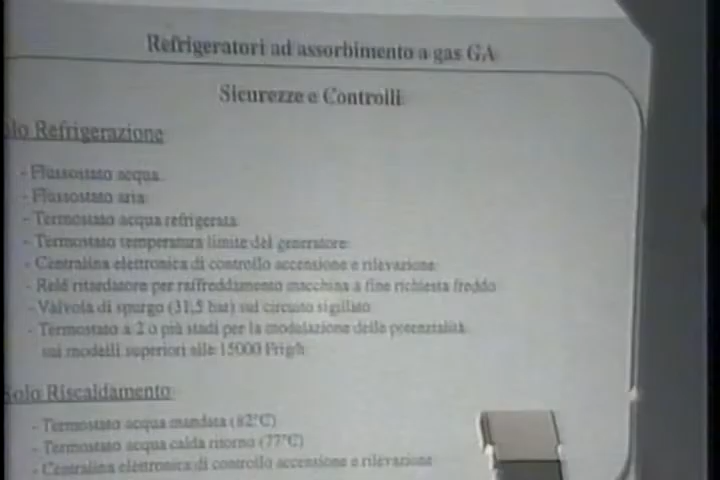 Refrigeratori ad assorbimento a gas GA
Sicurezze e Controlli
lo Refrigerazione
- Flussostato acqua
- Flussostato aria
- Termostato acqua refrigerata
- Termostato temperatura limite del generatore
- Centralina elettronica di controllo accensione e rilevazione
- Relè ritardatore per raffreddamento macchina a fine richiesta freddo
- Valvola di spurgo (31,5 bar) sul circuito sigillato
- Termostato a 2 o più stadi per la modulazione della potenzialità
sui modelli superiori alle 15000 Frig/h
Solo Riscaldamento
- Termostato acqua mandata (82°C)
- Termostato acqua calda ritorno (77°C)
- Centralina elettronica di controllo accensione e rilevazione